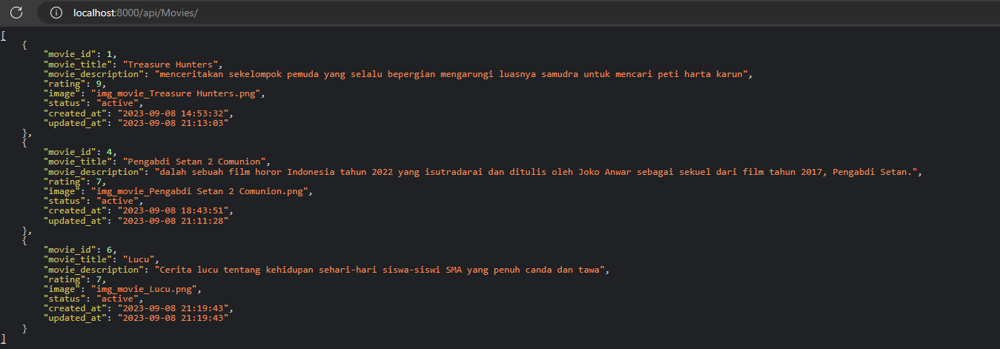 localhost:8000/api/Movies/
[
{
"movie_id": 1,
"movie_title": "Treasure Hunters",
"movie_description": "menceritakan sekelompok pemuda yang selalu bepergian mengarungi luasnya samudra untuk mencari peti harta karun",
"rating": 9,
"image": "img_movie_Treasure Hunters.png",
"status": "active",
"created_at": "2023-09-08 14:53:32",
"updated_at": "2023-09-08 21:13:03"
},
{
"movie_id": 4,
"movie_title": "Pengabdi Setan 2 Comunion",
"movie_description": "dalah sebuah film horor Indonesia tahun 2022 yang isutradarai dan ditulis oleh Joko Anwar sebagai sekuel dari film tahun 2017, Pengabdi Setan.",
"rating": 7,
"image": "img_movie_Pengabdi Setan 2 Comunion.png",
"status": "active",
"created_at": "2023-09-08 18:43:51",
"updated_at": "2023-09-08 21:11:28"
},
{
"movie_id": 6,
"movie_title": "Lucu",
"movie_description": "Cerita lucu tentang kehidupan sehari-hari siswa-siswi SMA yang penuh canda dan tawa",
"rating": 7,
"image": "img_movie_Lucu.png",
"status": "active",
"created_at": "2023-09-08 21:19:43",
"updated_at": "2023-09-08 21:19:43"
}
]